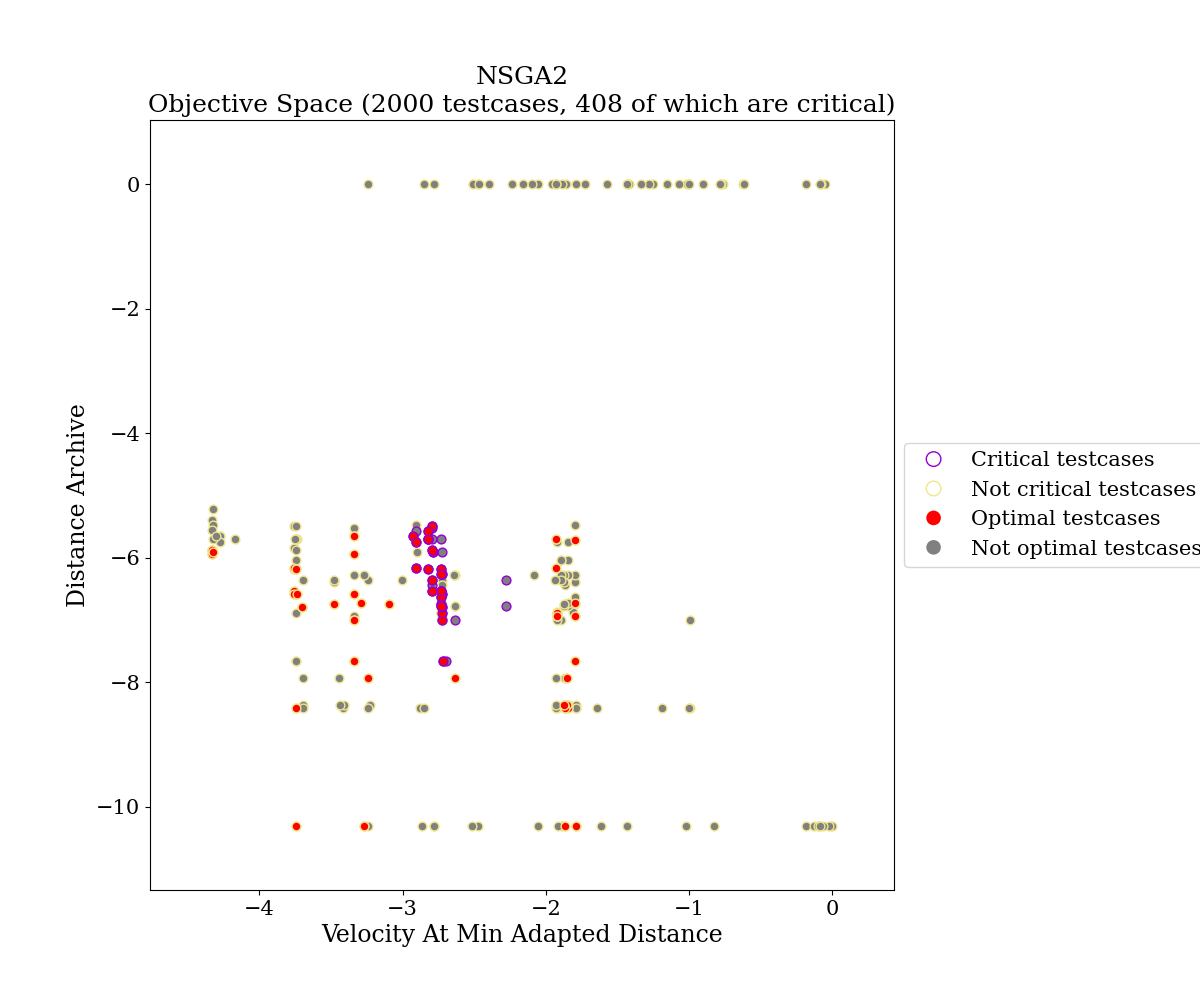 NSGA2
Objective Space (2000 testcases, 408 of which are critical)
0
−2
−4
−6
−8
−10
Distance Archive
−4
−3
−2
−1
0
Velocity At Min Adapted Distance
Critical testcases
Not critical testcases
Optimal testcases
Not optimal testcases